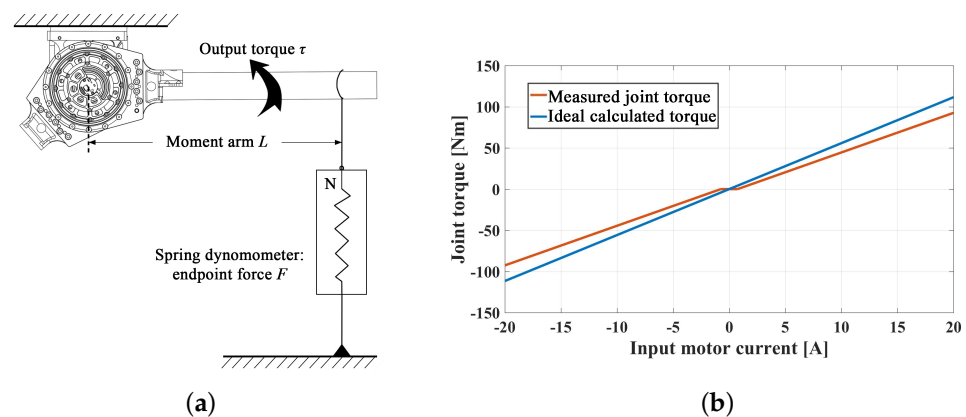 Output torque τ
Moment arm L
N
Spring dynomometer:
endpoint force F
(a)
150
100
50
0
-50
-100
-150
Joint torque [Nm]
Measured joint torque
Ideal calculated torque
-20 -15 -10 -5 0 5 10 15 20
Input motor current [A]
(b)